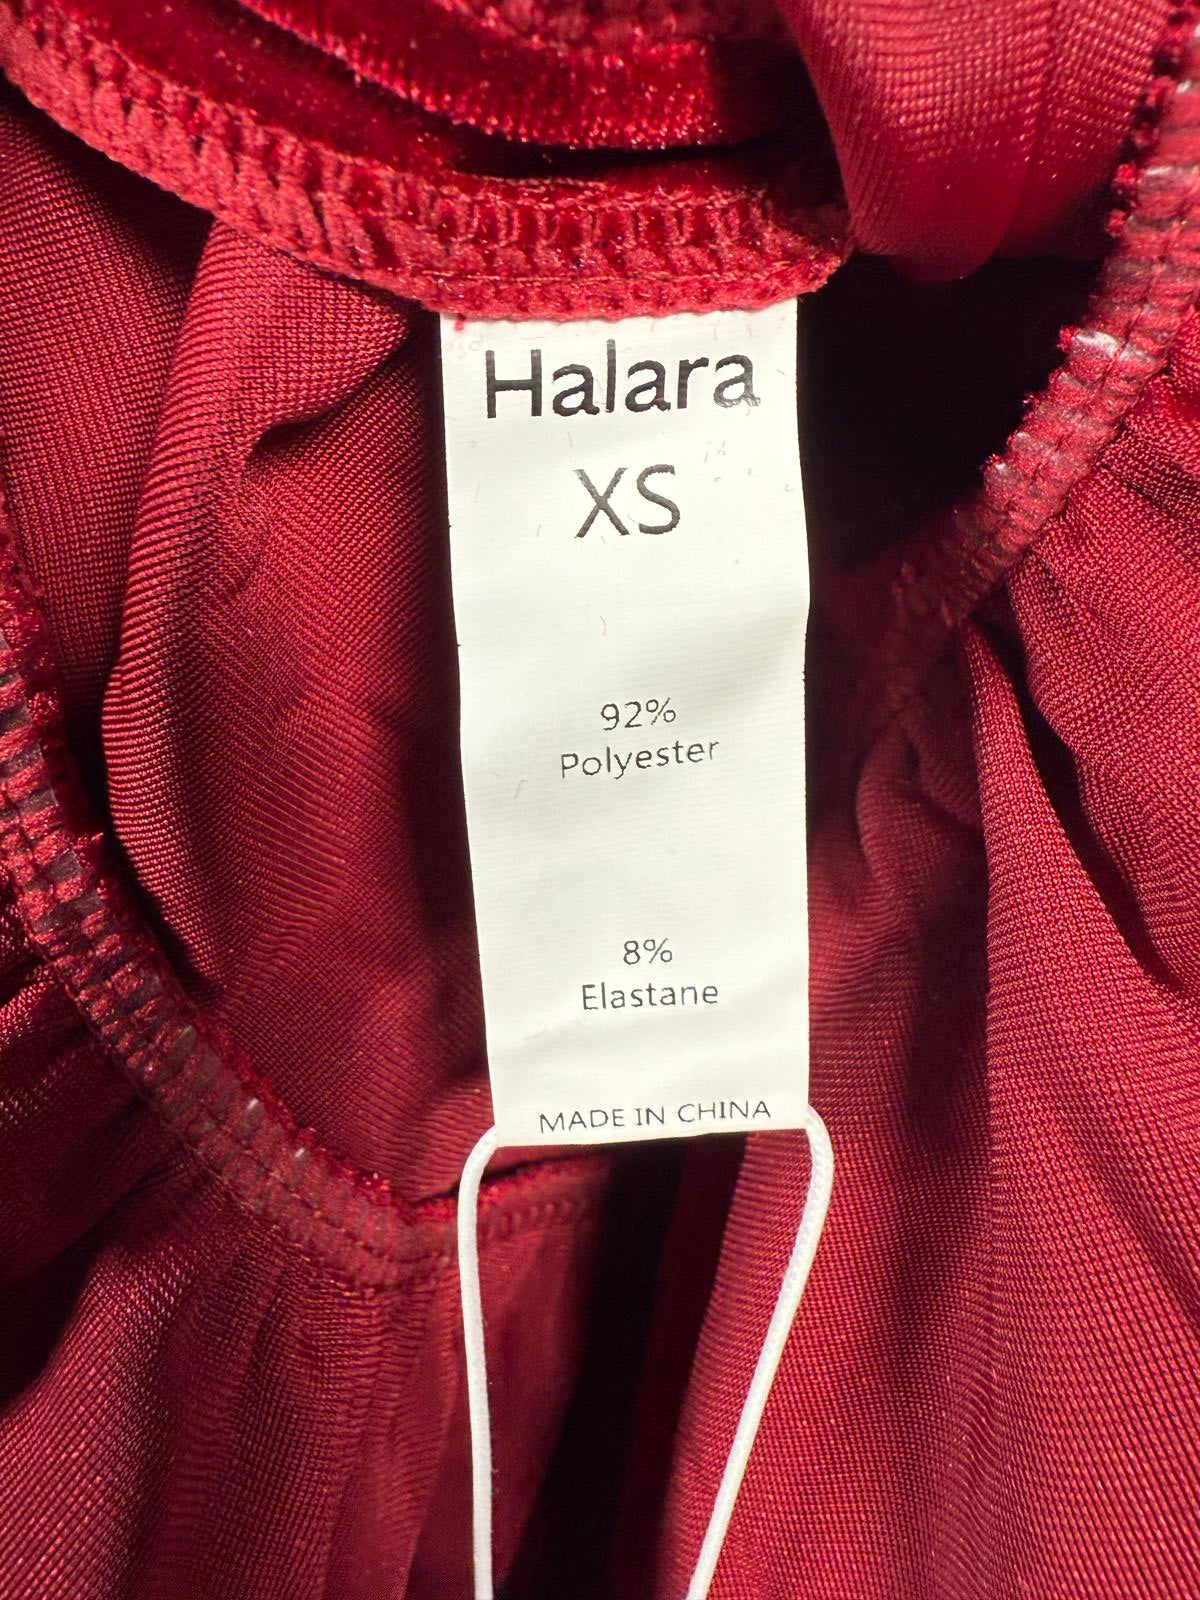 Halara
XS
92%
Polyester
8%
Elastane
MADE IN CHINA